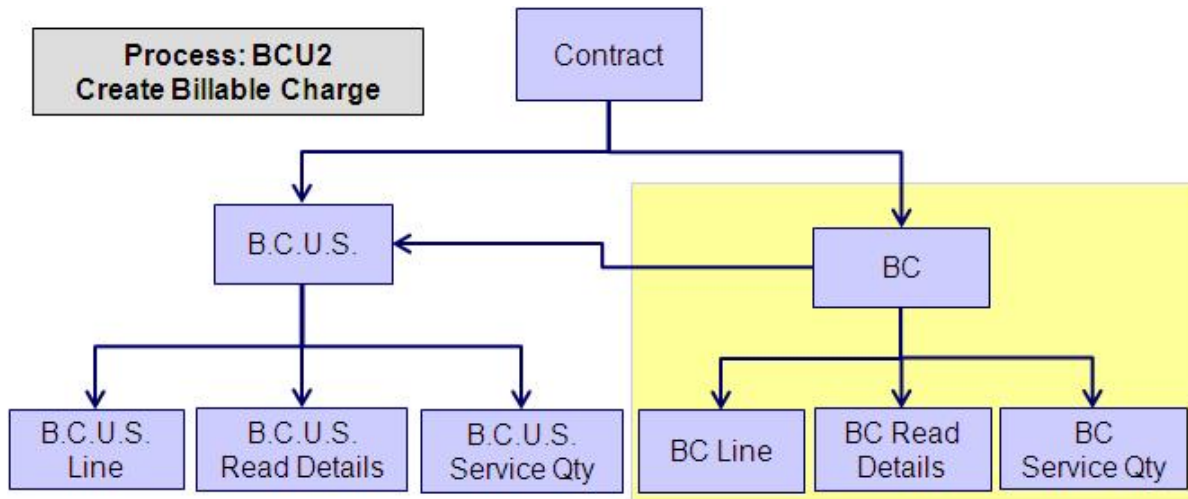 Process: BCU2
Create Billable Charge
Contract
B.C.U.S.
BC
B.C.U.S.
Line
B.C.U.S.
Read Details
B.C.U.S.
Service Qty
BC Line
BC Read
Details
BC
Service Qty